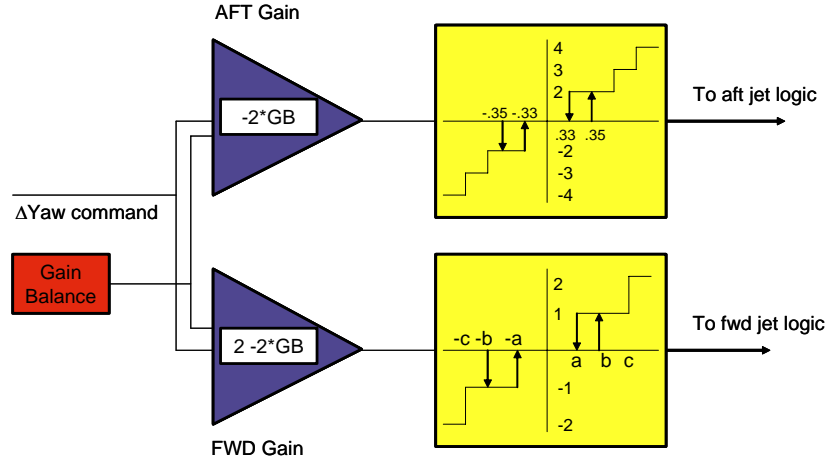 AFT Gain
-2*GB
4
3
2
-.35 -.33
.33 .35
-2
-3
-4
To aft jet logic
ΔYaw command
Gain
Balance
2 -2*GB
FWD Gain
2
1
-c -b -a
a b c
-1
-2
To fwd jet logic